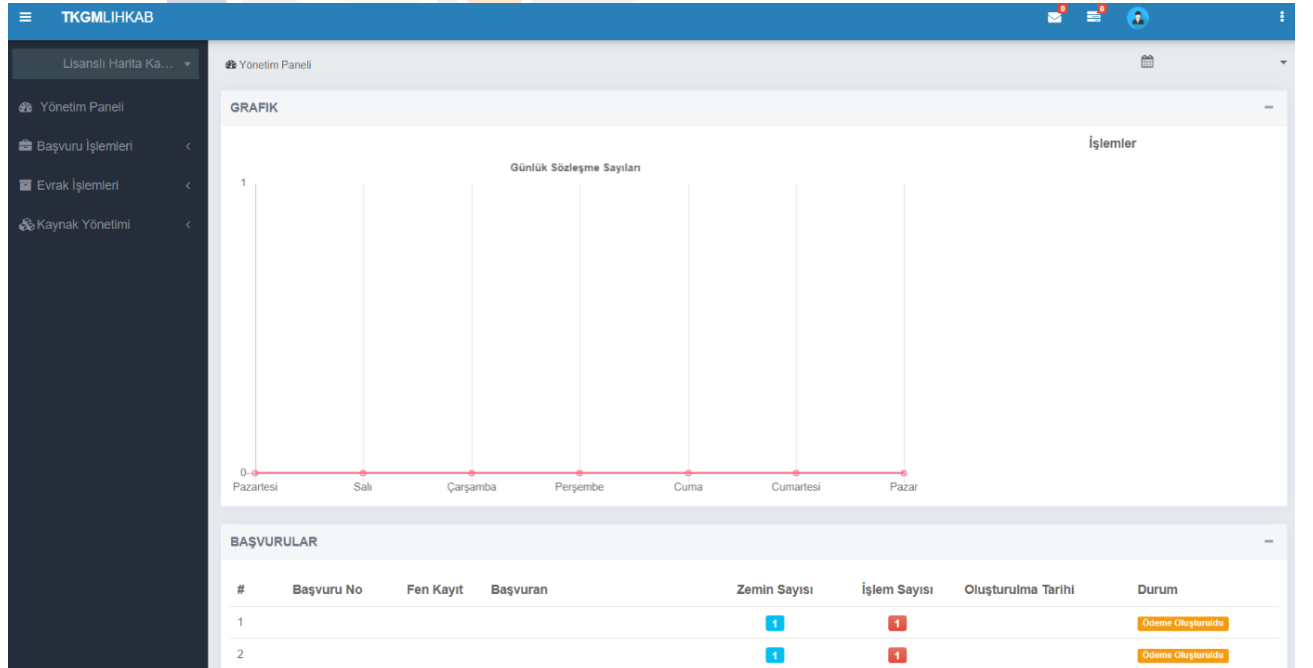 TKGMLIHKAB
0
0
Lisanslı Harita Ka...
Yönetim Paneli
Yönetim Paneli
Başvuru İşlemleri
Evrak İşlemleri
Kaynak Yönetimi
GRAFIK
İşlemler
Günlük Sözleşme Sayıları
1
0
Pazartesi Salı Çarşamba Perşembe Cuma Cumartesi Pazar
BAŞVURULAR
# Başvuru No Fen Kayıt Başvuran Zemin Sayısı İşlem Sayısı Oluşturulma Tarihi Durum
1 1 1 Ödeme Oluşturuldu
2 1 1 Ödeme Oluşturuldu